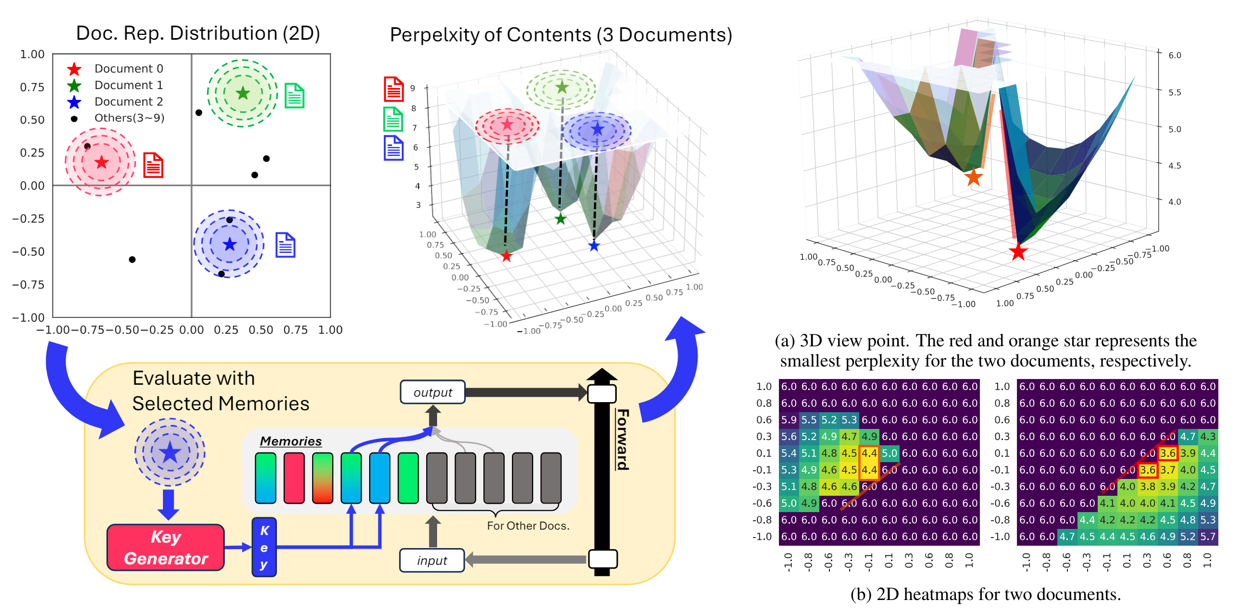 Doc. Rep. Distribution (2D)
1.00
0.75
0.50
0.25
0.00
−0.25
−0.50
−0.75
−1.00
Document 0
Document 1
Document 2
Others(3~9)
−1.00−0.75−0.50−0.25 0.00 0.25 0.50 0.75 1.00
Perpelxity of Contents (3 Documents)
9
8
7
6
5
4
3
1.00
0.75
0.50
0.25
0.00
−0.25
−0.50
−0.75
−1.00
−1.00
−0.75
−0.50
−0.25
0.00
0.25
0.50
0.75
1.00
Evaluate with
Selected Memories
Memories
output
Forward
For Other Docs.
Key
Generator
Key
input
6.0
5.5
5.0
4.5
4.0
1.00
0.75
0.50
0.25
0.00
−0.25
−0.50
−0.75
−1.00
1.00
0.75
0.50
0.25
0.00
−0.25
−0.50
−0.75
−1.00
(a) 3D view point. The red and orange star represents the
smallest perplexity for the two documents, respectively.
1.0 6.0 6.0 6.0 6.0 6.0 6.0 6.0 6.0 6.0 6.0
0.8 6.0 6.0 6.0 6.0 6.0 6.0 6.0 6.0 6.0 6.0
0.6 5.9 5.5 5.2 5.3 6.0 6.0 6.0 6.0 6.0 6.0
0.3 5.6 5.2 4.9 4.7 4.9 6.0 6.0 6.0 6.0 6.0
0.1 5.4 5.1 4.8 4.5 4.4 5.0 6.0 6.0 6.0 6.0
-0.1 5.3 4.9 4.6 4.5 4.4 6.0 6.0 6.0 6.0 6.0
-0.3 5.1 4.8 4.6 4.6 6.0 6.0 6.0 6.0 6.0 6.0
-0.6 5.0 4.9 6.0 6.0 6.0 6.0 6.0 6.0 6.0
-0.8 6.0 6.0 6.0 6.0 6.0 6.0 6.0 6.0 6.0 6.0
-1.0 6.0 6.0 6.0 6.0 6.0 6.0 6.0 6.0 6.0 6.0
-1.0 -0.8 -0.6 -0.3 -0.1 0.1 0.3 0.6 0.8 1.0
1.0 6.0 6.0 6.0 6.0 6.0 6.0 6.0 6.0 6.0 6.0
0.8 6.0 6.0 6.0 6.0 6.0 6.0 6.0 6.0 6.0 6.0
0.6 6.0 6.0 6.0 6.0 6.0 6.0 6.0 6.0 6.0 6.0
0.3 6.0 6.0 6.0 6.0 6.0 6.0 6.0 6.0 4.7 4.3
0.1 6.0 6.0 6.0 6.0 6.0 6.0 6.0 3.6 3.9 4.4
-0.1 6.0 6.0 6.0 6.0 6.0 6.0 3.6 3.7 4.0 4.5
-0.3 6.0 6.0 6.0 6.0 6.0 4.0 3.8 3.9 4.2 4.7
-0.6 6.0 6.0 6.0 6.0 4.1 4.0 4.0 4.1 4.5 4.9
-0.8 6.0 6.0 6.0 4.4 4.2 4.2 4.5 4.8 5.3
-1.0 6.0 6.0 4.7 4.5 4.4 4.5 4.6 4.9 5.2 5.7
-1.0 -0.8 -0.6 -0.3 -0.1 0.1 0.3 0.6 0.8 1.0
(b) 2D heatmaps for two documents.